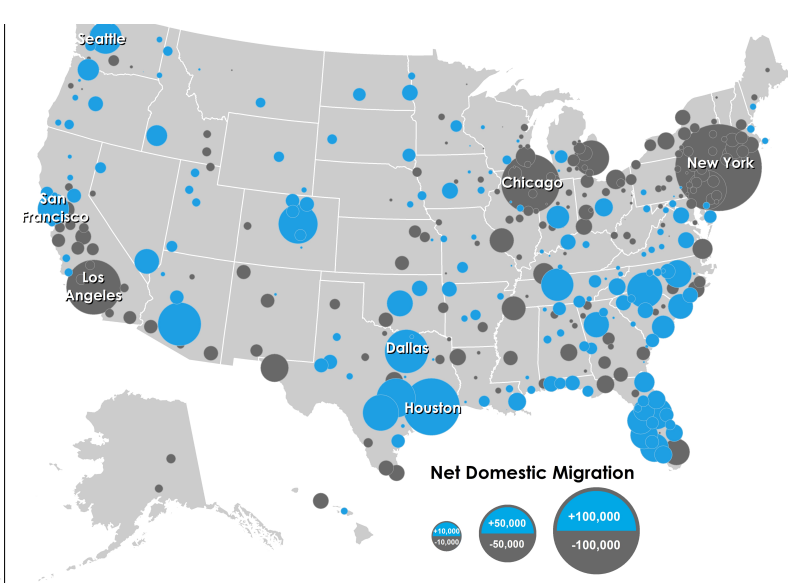 Seattle
New York
Chicago
San
Francisco
Los
Angeles
Dallas
Houston
Net Domestic Migration
+10,000
-10,000
+50,000
-50,000
+100,000
-100,000